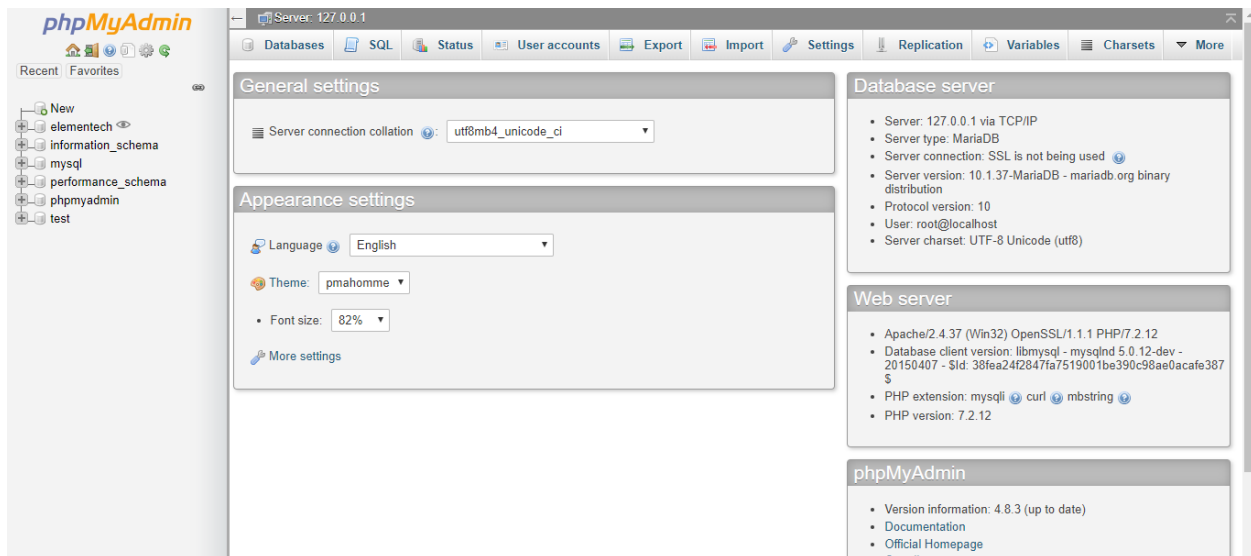 phpMyAdmin
Recent Favorites
New
elementech
information_schema
mysql
performance_schema
phpmyadmin
test
Server: 127.0.0.1
Databases SQL Status User accounts Export Import Settings Replication Variables Charsets More
General settings
Server connection collation : utf8mb4_unicode_ci
Appearance settings
Language English
Theme: pmahomme
Font size: 82%
More settings
Database server
Server: 127.0.0.1 via TCP/IP
Server type: MariaDB
Server connection: SSL is not being used
Server version: 10.1.37-MariaDB - mariadb.org binary
distribution
Protocol version: 10
User: root@localhost
Server charset: UTF-8 Unicode (utf8)
Web server
Apache/2.4.37 (Win32) OpenSSL/1.1.1 PHP/7.2.12
Database client version: libmysql - mysqlnd 5.0.12-dev -
20150407 - $Id: 38fea24f2847fa7519001be390c98ae0acafe387
$
PHP extension: mysqli curl mbstring
PHP version: 7.2.12
phpMyAdmin
Version information: 4.8.3 (up to date)
Documentation
Official Homepage